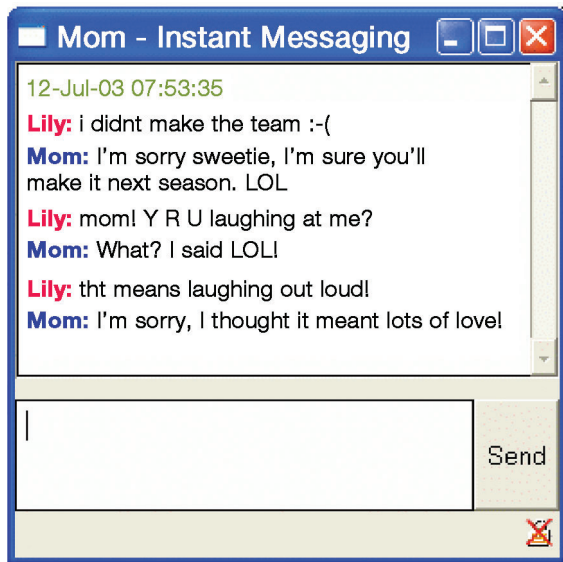 Mom - Instant Messaging
12-Jul-03 07:53:35
Lily: i didnt make the team :-(
Mom: I'm sorry sweetie, I'm sure you'll
make it next season. LOL
Lily: mom! Y R U laughing at me?
Mom: What? I said LOL!
Lily: tht means laughing out loud!
Mom: I'm sorry, I thought it meant lots of love!
Send